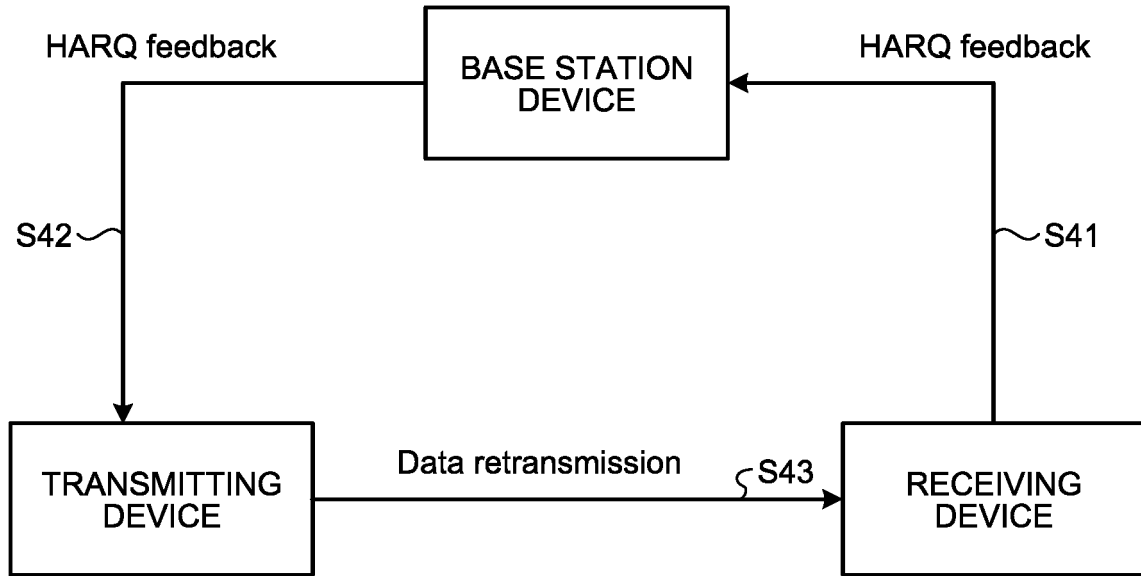 HARQ feedback
BASE STATION
DEVICE
HARQ feedback
S42
S41
TRANSMITTING
DEVICE
Data retransmission
S43
RECEIVING
DEVICE